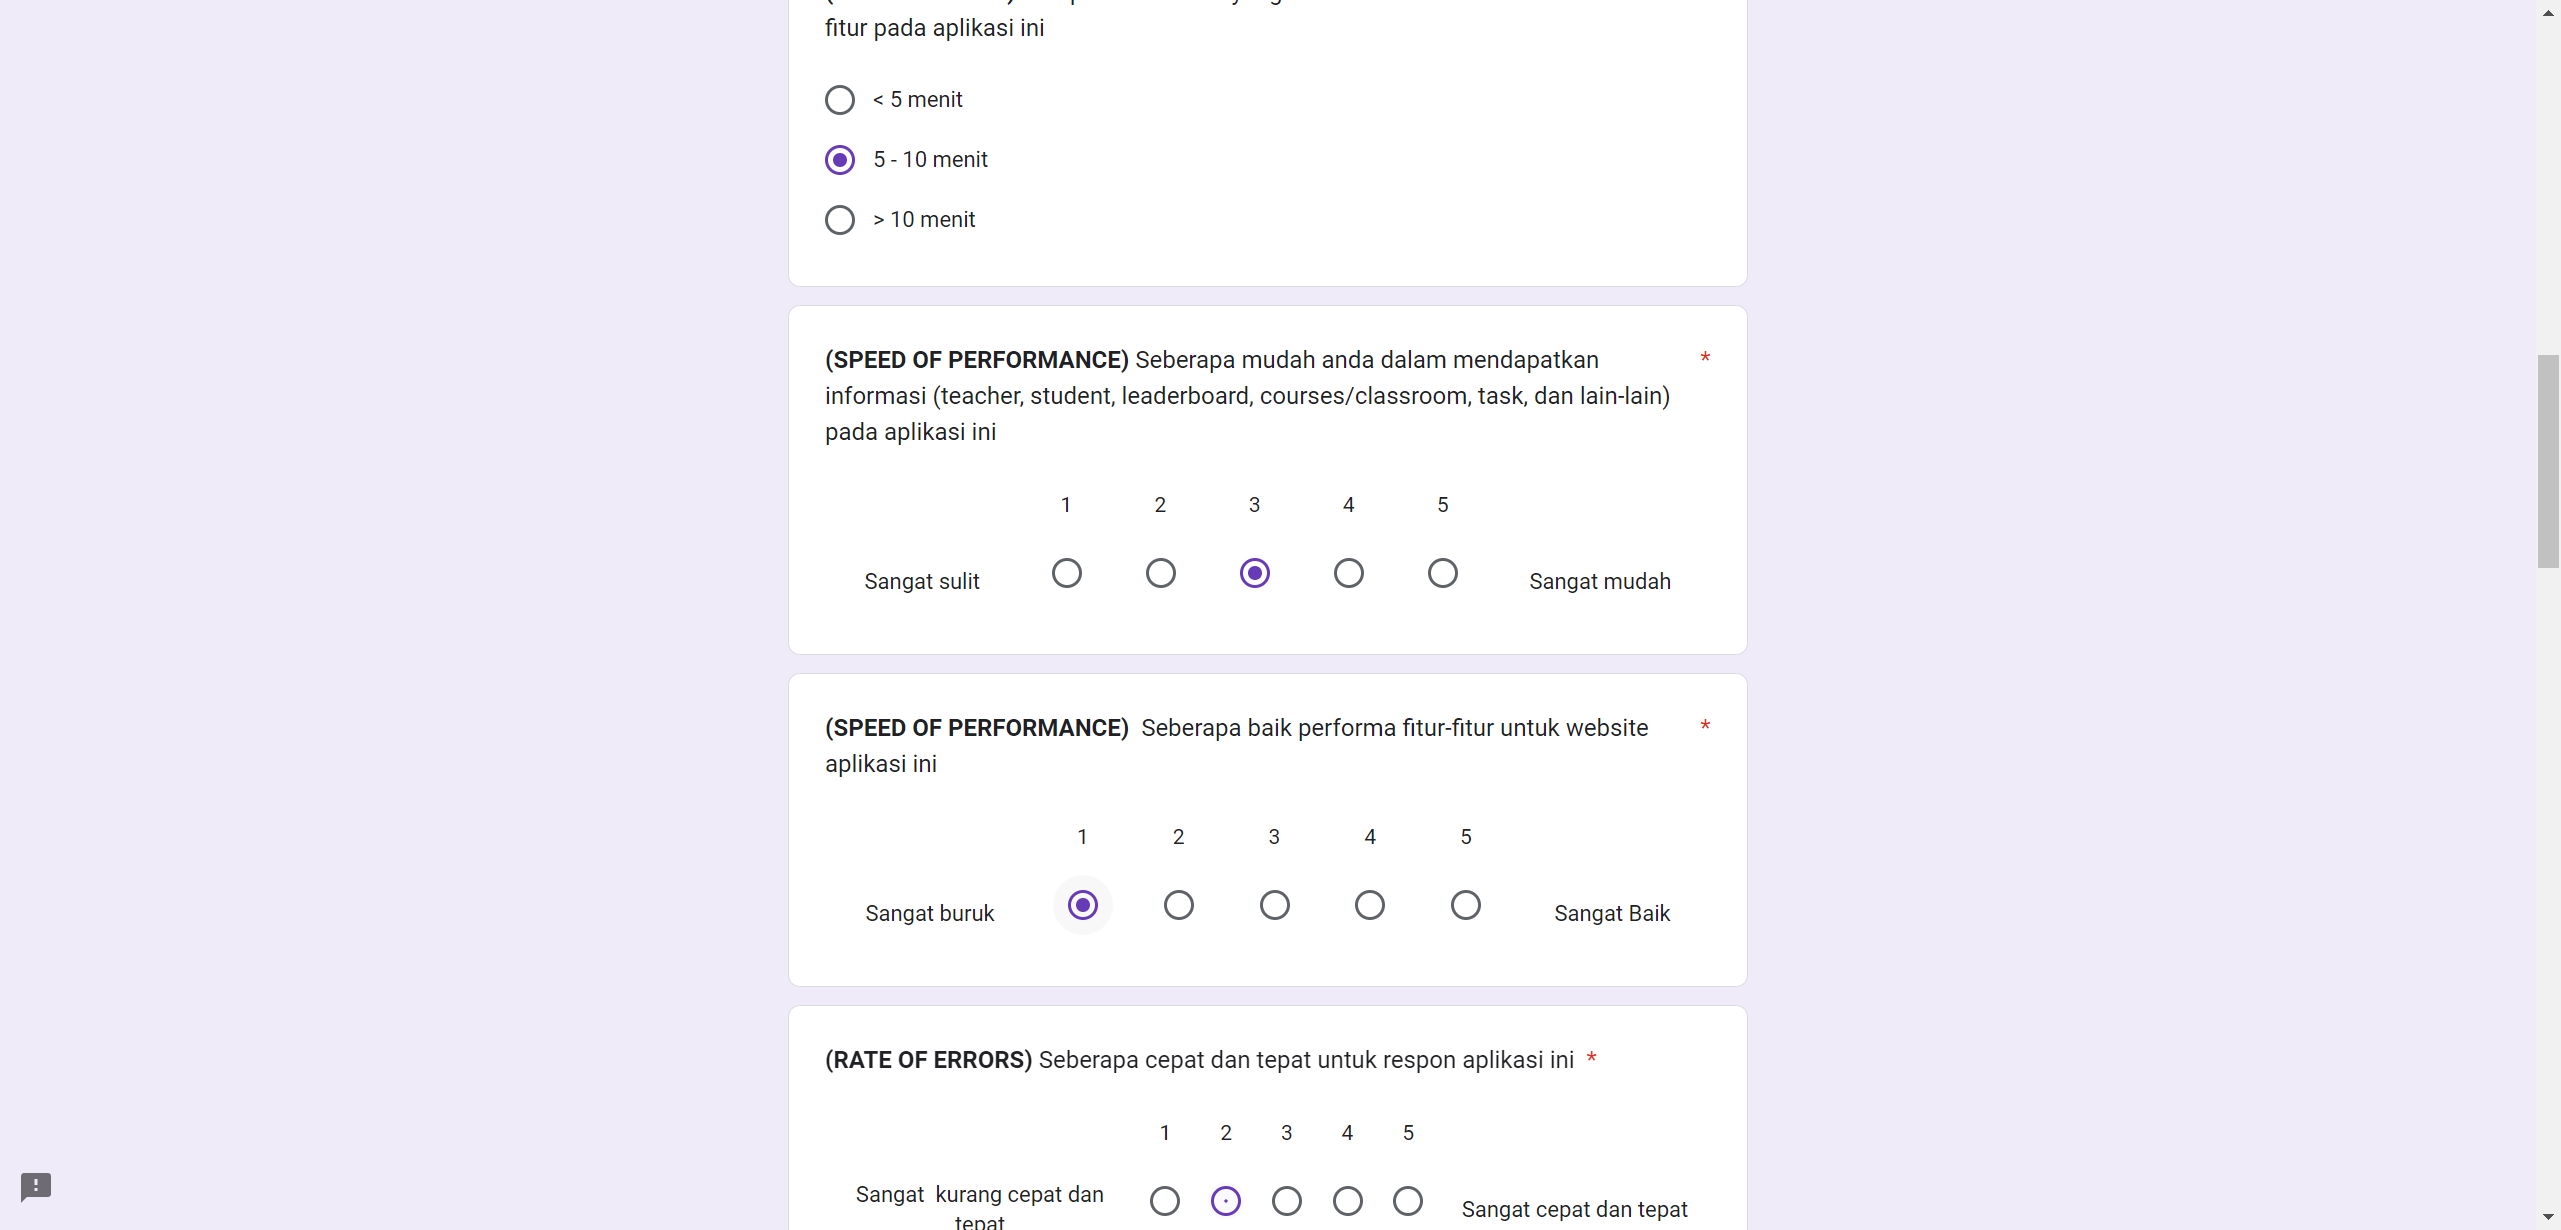 fitur pada aplikasi ini
< 5 menit
5 - 10 menit
> 10 menit
(SPEED OF PERFORMANCE) Seberapa mudah anda dalam mendapatkan *
informasi (teacher, student, leaderboard, courses/classroom, task, dan lain-lain)
pada aplikasi ini
1 2 3 4 5
Sangat sulit Sangat mudah
(SPEED OF PERFORMANCE) Seberapa baik performa fitur-fitur untuk website *
aplikasi ini
1 2 3 4 5
Sangat buruk Sangat Baik
(RATE OF ERRORS) Seberapa cepat dan tepat untuk respon aplikasi ini *
1 2 3 4 5
Sangat kurang cepat dan
tepat
Sangat cepat dan tepat